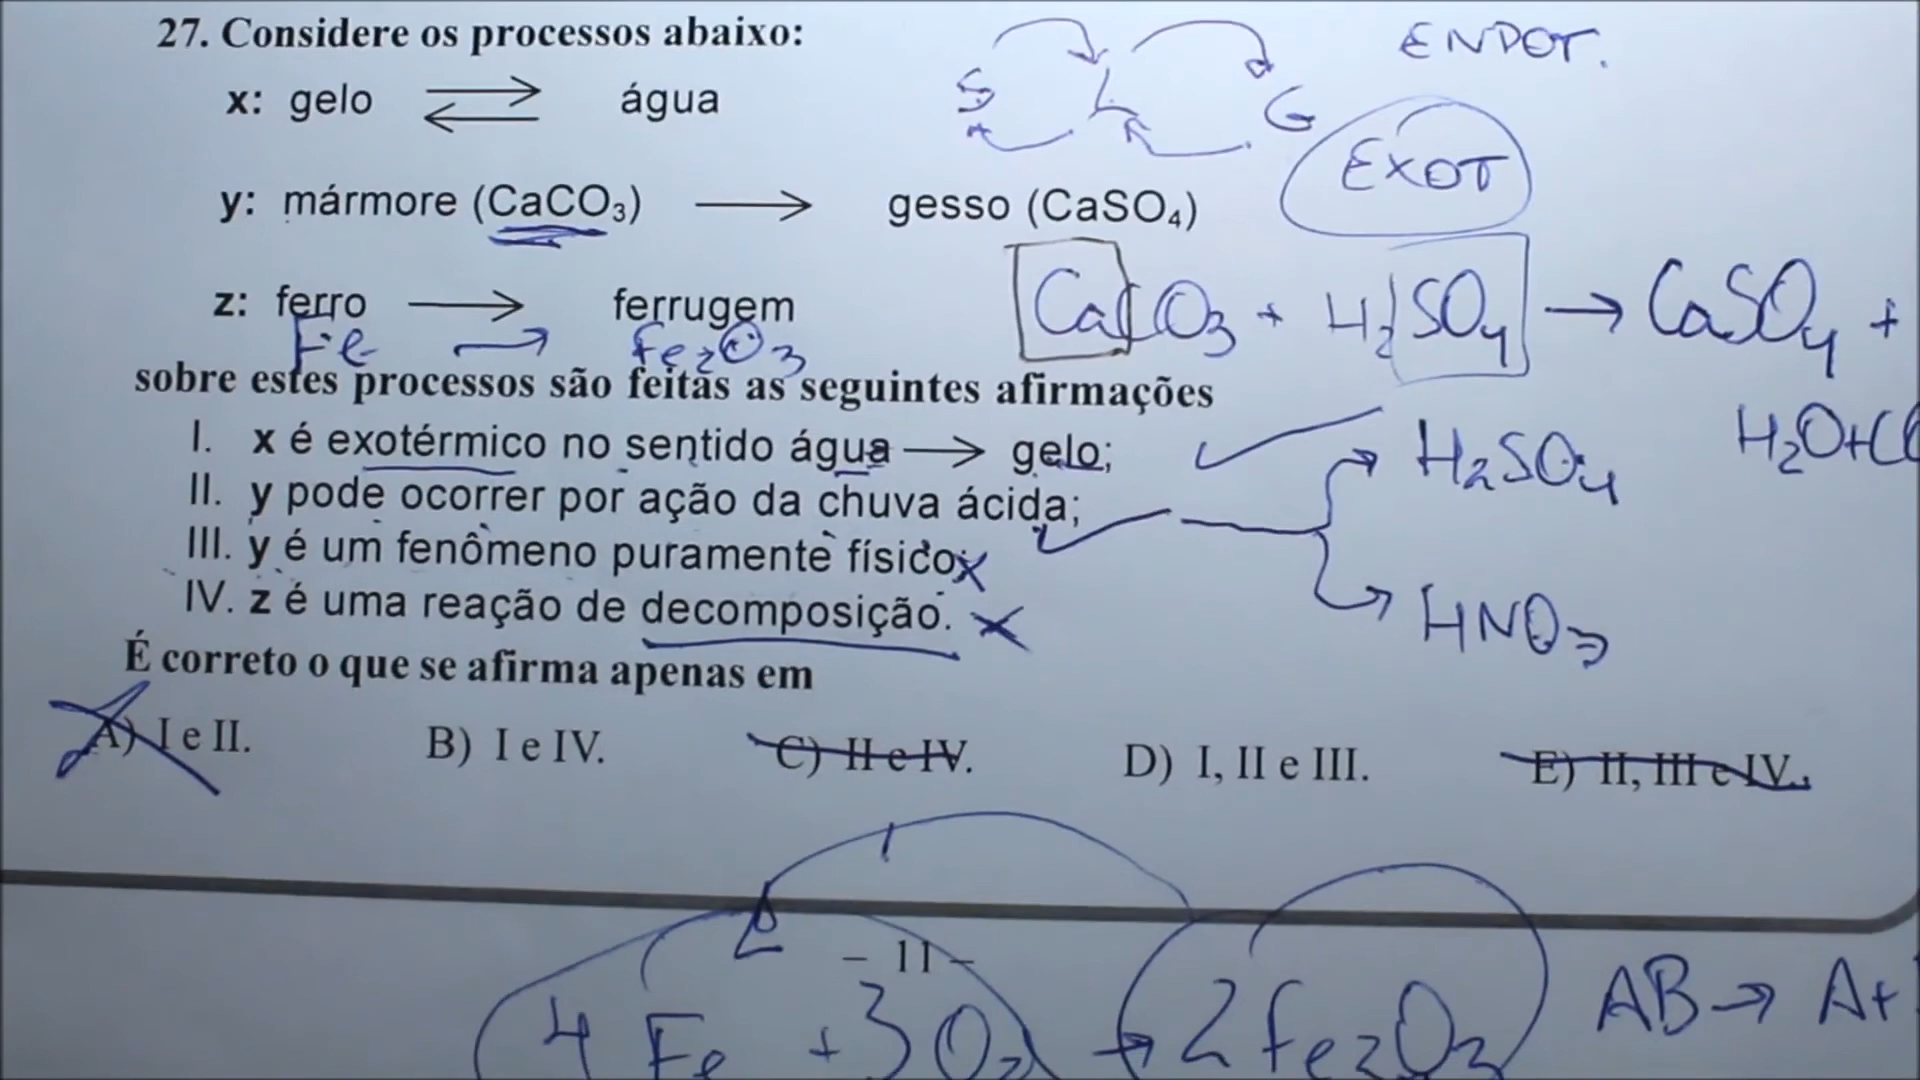 27. Considere os processos abaixo:
S L G
ENDOT.
x: gelo ⇌ água
EXOT
y: mármore (CaCO₃) → gesso (CaSO₄)
CaCO₃ + H₂SO₄ → CaSO₄ +
H₂O+C
z: ferro → ferrugem
Fe → Fe₂O₃
sobre estes processos são feitas as seguintes afirmações
I. x é exotérmico no sentido água → gelo;
H₂SO₄
II. y pode ocorrer por ação da chuva ácida;
III. y é um fenômeno puramente físico;
IV. z é uma reação de decomposição.
HNO₃
É correto o que se afirma apenas em
A) I e II. B) I e IV. C) II e IV. D) I, II e III. E) II, III e IV.
– 11 –
4 Fe + 3 O₂ → 2 Fe₂O₃
AB → A+